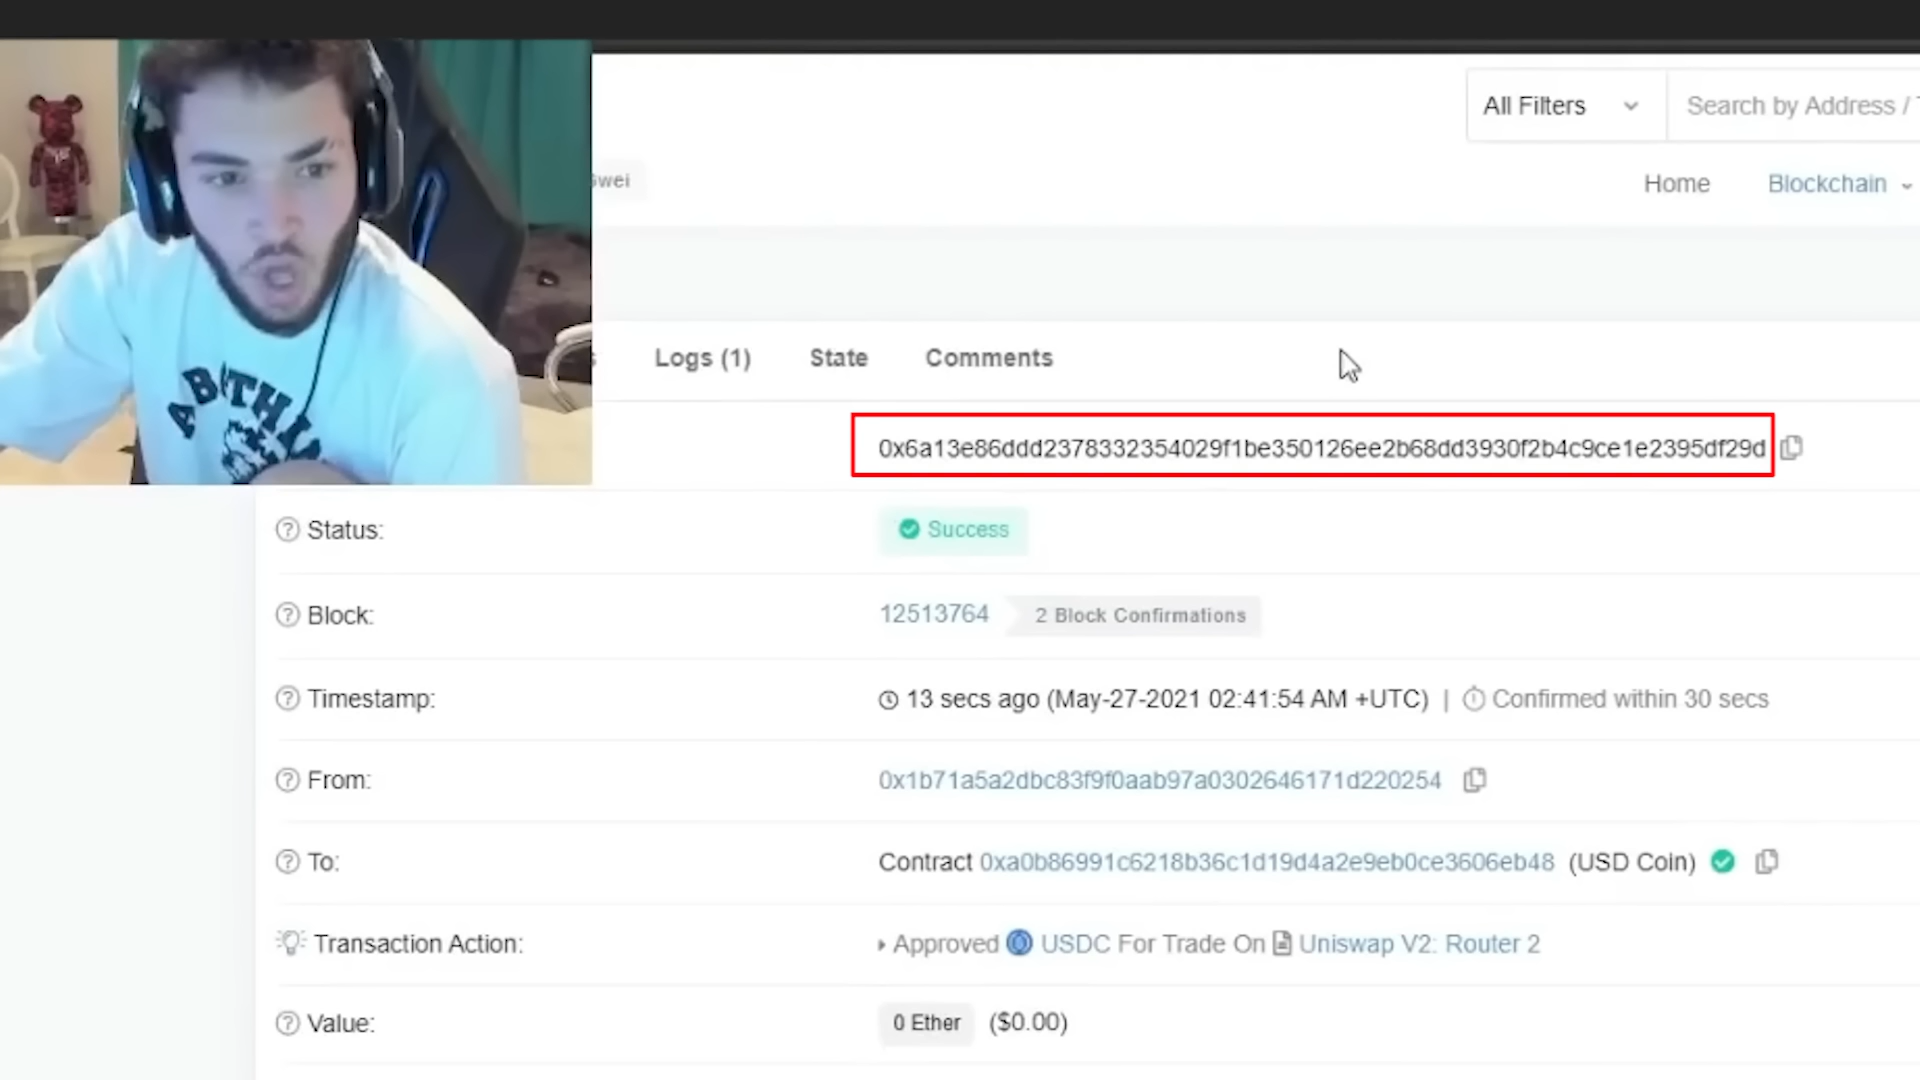 All Filters
Search by Address /
Gwei
Home
Blockchain
Logs (1)
State
Comments
0x6a13e86ddd2378332354029f1be350126ee2b68dd3930f2b4c9ce1e2395df29d
Status:
Success
Block:
12513764
2 Block Confirmations
Timestamp:
13 secs ago (May-27-2021 02:41:54 AM +UTC) | Confirmed within 30 secs
From:
0x1b71a5a2dbc83f9f0aab97a0302646171d220254
To:
Contract 0xa0b86991c6218b36c1d19d4a2e9eb0ce3606eb48 (USD Coin)
Transaction Action:
Approved USDC For Trade On Uniswap V2: Router 2
Value:
0 Ether ($0.00)